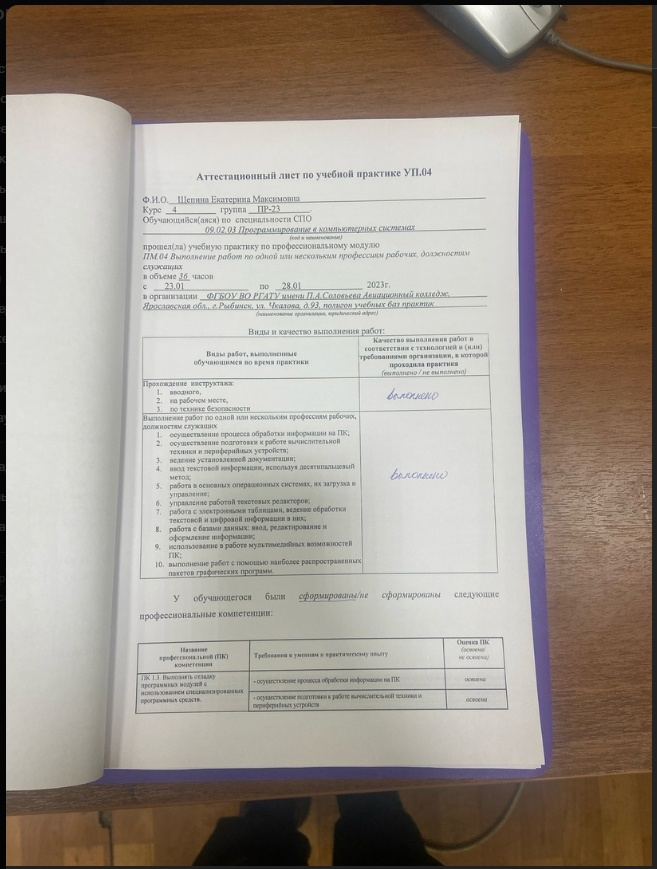 Аттестационный лист по учебной практике УП.04
Ф.И.О. Щепина Екатерина Максимовна
Курс 4 группа ПР-23
Обучающийся(аяся) по специальности СПО
09.02.03 Программирование в компьютерных системах
(код и наименование)
прошел(ла) учебную практику по профессиональному модулю
ПМ.04 Выполнение работ по одной или нескольким профессиям рабочих, должностям
служащих
в объеме 36 часов
с 23.01 по 28.01 2023г.
в организации ФГБОУ ВО РГАТУ имени П.А.Соловьева Авиационный колледж,
Ярославская обл., г.Рыбинск, ул. Чкалова, д.93, полигон учебных баз практик
(наименование организации, юридический адрес)
Виды и качество выполнения работ:
Виды работ, выполненные
обучающимся во время практики
Качество выполнения работ в
соответствии с технологией и (или)
требованиями организации, в которой
проходила практика
(выполнено / не выполнено)
Прохождение инструктажа:
1. вводного,
2. на рабочем месте,
3. по технике безопасности
выполнено
Выполнение работ по одной или нескольким профессиям рабочих,
должностям служащих
1. осуществление процесса обработки информации на ПК;
2. осуществление подготовки к работе вычислительной
техники и периферийных устройств;
3. ведение установленной документации;
4. ввод текстовой информации, используя десятипальцевый
метод;
5. работа в основных операционных системах, их загрузка и
управление;
6. управление работой текстовых редакторов;
7. работа с электронными таблицами, ведение обработки
текстовой и цифровой информации в них;
8. работа с базами данных: ввод, редактирование и
оформление информации;
9. использование в работе мультимедийных возможностей
ПК;
10. выполнение работ с помощью наиболее распространенных
пакетов графических программ.
выполнено
У обучающегося были сформированы/не сформированы следующие
профессиональные компетенции:
Название
профессиональной (ПК)
компетенции
Требования к умениям и практическому опыту
Оценка ПК
(освоена/
не освоена)
ПК 1.3. Выполнять отладку
программных модулей с
использованием специализированных
программных средств.
- осуществление процесса обработки информации на ПК
освоена
- осуществление подготовки к работе вычислительной техники и
периферийных устройств
освоена